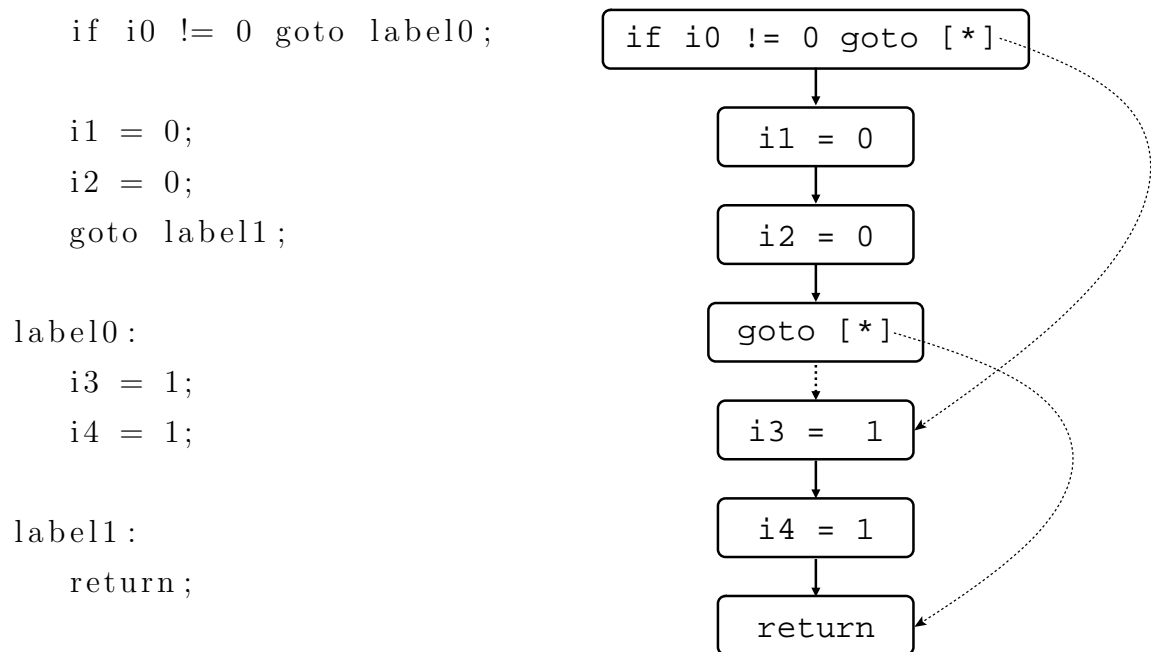 if i0 != 0 goto label0;
i1 = 0;
i2 = 0;
goto label1;
label0:
i3 = 1;
i4 = 1;
label1:
return;
if i0 != 0 goto [*]
i1 = 0
i2 = 0
goto [*]
i3 =  1
i4 = 1
return